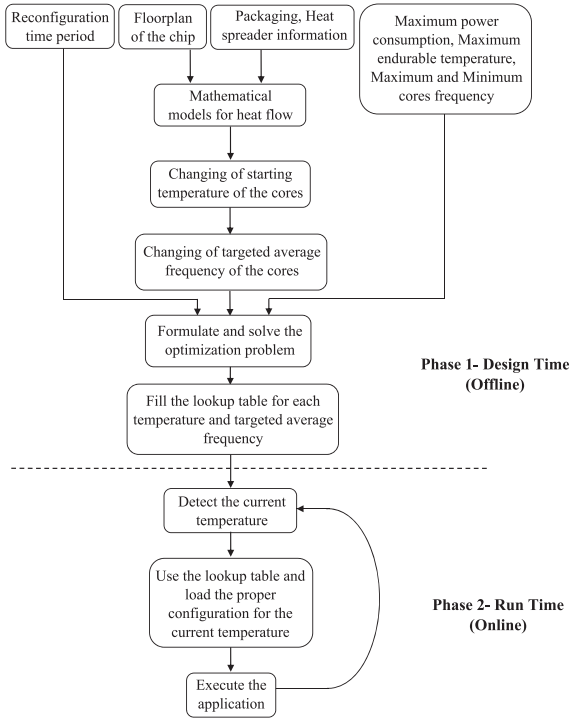 Reconfiguration
time period
Floorplan
of the chip
Packaging, Heat
spreader information
Maximum power
consumption, Maximum
endurable temperature,
Maximum and Minimum
cores frequency
Mathematical
models for heat flow
Changing of starting
temperature of the cores
Changing of targeted average
frequency of the cores
Formulate and solve the
optimization problem
Phase 1- Design Time
(Offline)
Fill the lookup table for each
temperature and targeted average
frequency
Detect the current
temperature
Use the lookup table and
load the proper
configuration for the
current temperature
Phase 2- Run Time
(Online)
Execute the
application